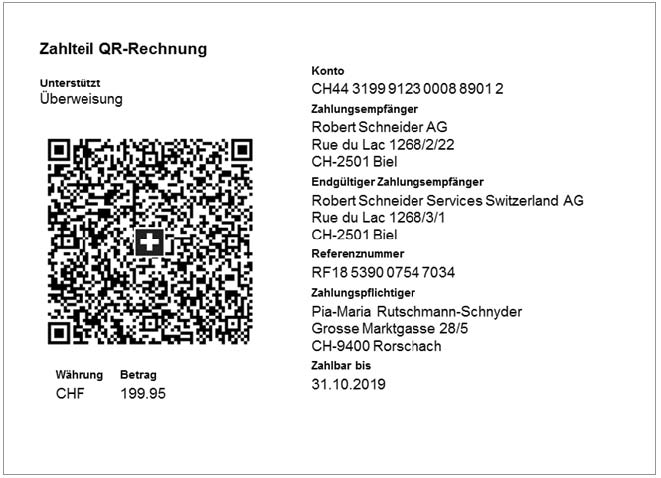 Zahlteil QR-Rechnung
Unterstützt
Überweisung
Währung Betrag
CHF 199.95
Konto
CH44 3199 9123 0008 8901 2
Zahlungsempfänger
Robert Schneider AG
Rue du Lac 1268/2/22
CH-2501 Biel
Endgültiger Zahlungsempfänger
Robert Schneider Services Switzerland AG
Rue du Lac 1268/3/1
CH-2501 Biel
Referenznummer
RF18 5390 0754 7034
Zahlungspflichtiger
Pia-Maria Rutschmann-Schnyder
Grosse Marktgasse 28/5
CH-9400 Rorschach
Zahlbar bis
31.10.2019